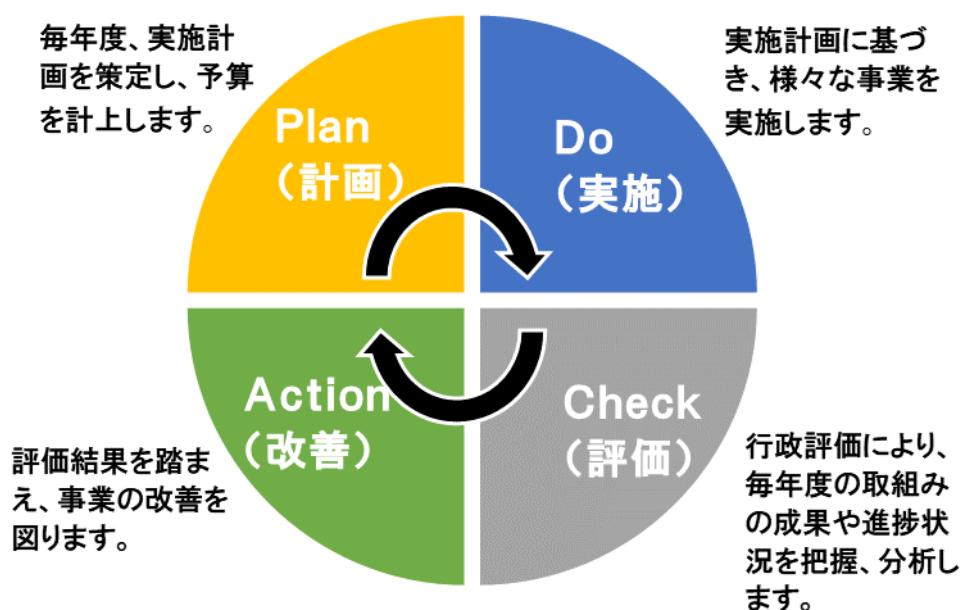 毎年度、実施計
画を策定し、予算
を計上します。
Plan
（計画）
実施計画に基づ
き、様々な事業を
実施します。
Do
（実施）
Check
（評価）
行政評価により、
毎年度の取組み
の成果や進捗状
況を把握、分析し
ます。
Action
（改善）
評価結果を踏ま
え、事業の改善を
図ります。